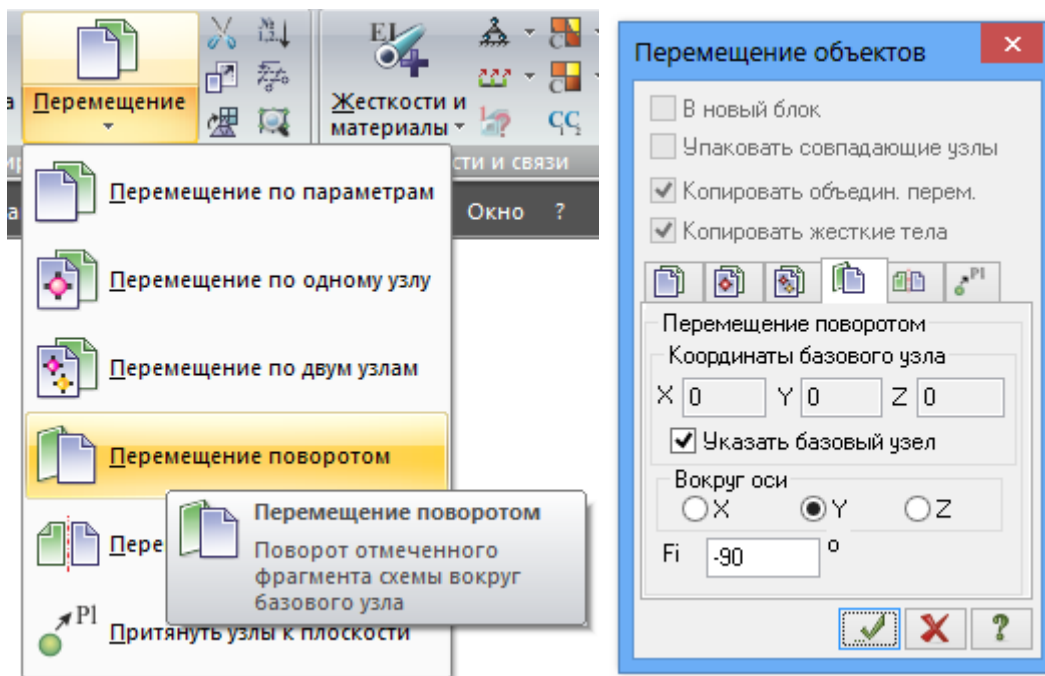 Перемещение
Жесткости и
материалы
сти и связи
Окно ?
Перемещение по параметрам
Перемещение по одному узлу
Перемещение по двум узлам
Перемещение поворотом
Пере
Перемещение поворотом
Поворот отмеченного
фрагмента схемы вокруг
базового узла
Притянуть узлы к плоскости
Перемещение объектов
В новый блок
Упаковать совпадающие узлы
Копировать объедин. перем.
Копировать жесткие тела
Перемещение поворотом
Координаты базового узла
X 0 Y 0 Z 0
Указать базовый узел
Вокруг оси
X Y Z
Fi -90 °